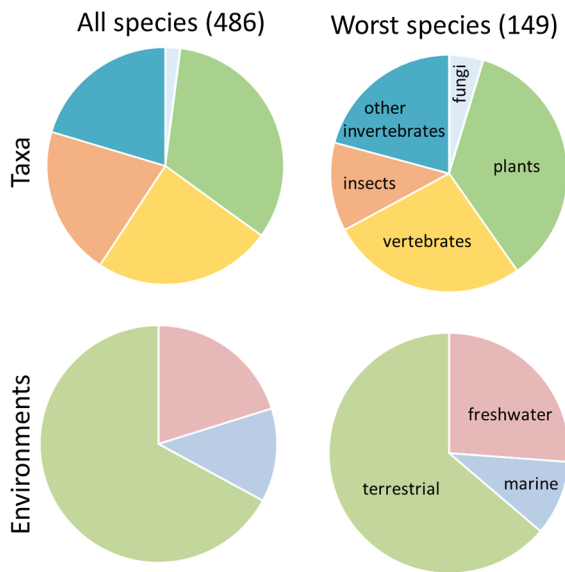 All species (486)
Worst species (149)
Taxa
fungi
other
invertebrates
plants
insects
vertebrates
Environments
freshwater
marine
terrestrial